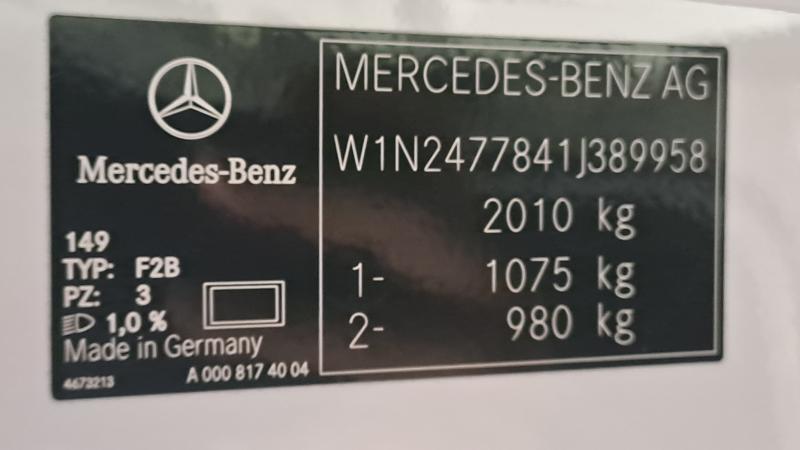 Mercedes-Benz
149
TYP: F2B
PZ: 3
1,0 %
Made in Germany
4673213
A 000 817 40 04
MERCEDES-BENZ AG
W1N2477841J389958
2010 kg
1- 1075 kg
2- 980 kg